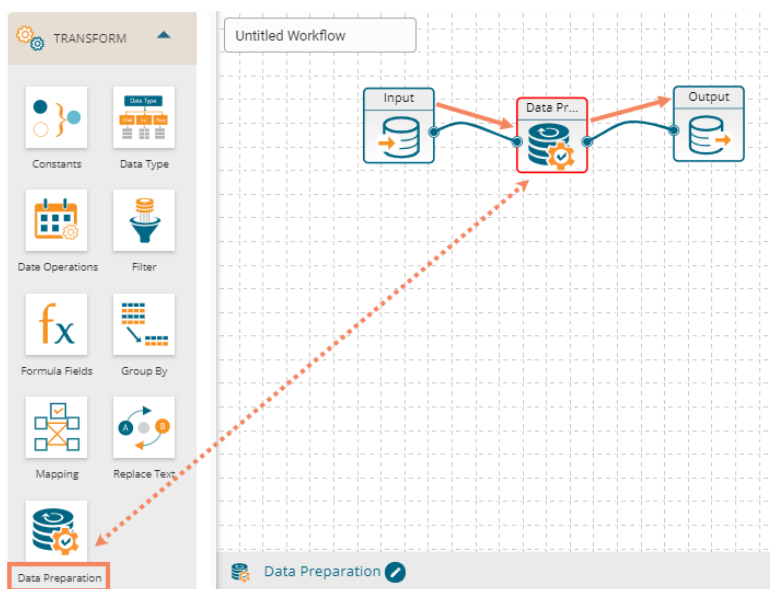 TRANSFORM
Untitled Workflow
Input
Data Pr...
Output
Data Type
Constants
Data Type
Date Operations
Filter
fx
Formula Fields
Group By
A
B
Mapping
Replace Text
Data Preparation
Data Preparation